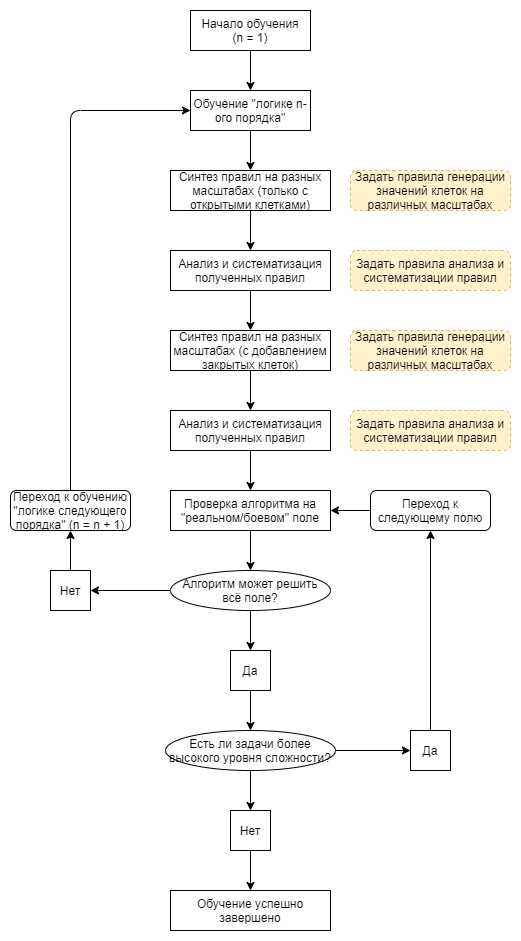 Начало обучения
(n = 1)
Обучение "логике n-
ого порядка"
Синтез правил на разных
масштабах (только с
открытыми клетками)
Задать правила генерации
значений клеток на
различных масштабах
Анализ и систематизация
полученных правил
Задать правила анализа и
систематизации правил
Синтез правил на разных
масштабах (с добавлением
закрытых клеток)
Задать правила генерации
значений клеток на
различных масштабах
Анализ и систематизация
полученных правил
Задать правила анализа и
систематизации правил
Переход к обучению
"логике следующего
порядка" (n = n + 1)
Проверка алгоритма на
"реальном/боевом" поле
Переход к
следующему полю
Нет
Алгоритм может решить
всё поле?
Да
Есть ли задачи более
высокого уровня сложности?
Да
Нет
Обучение успешно
завершено